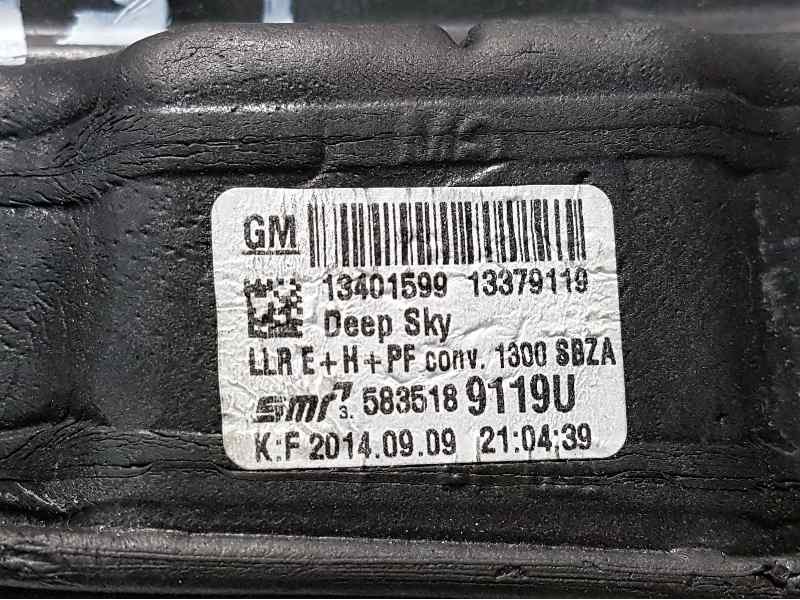 GM
13401599 13379119
Deep Sky
LLR E+H+PF conv. 1300 SBZA
smr 3. 583518 9119U
K:F 2014.09.09 21:04:39